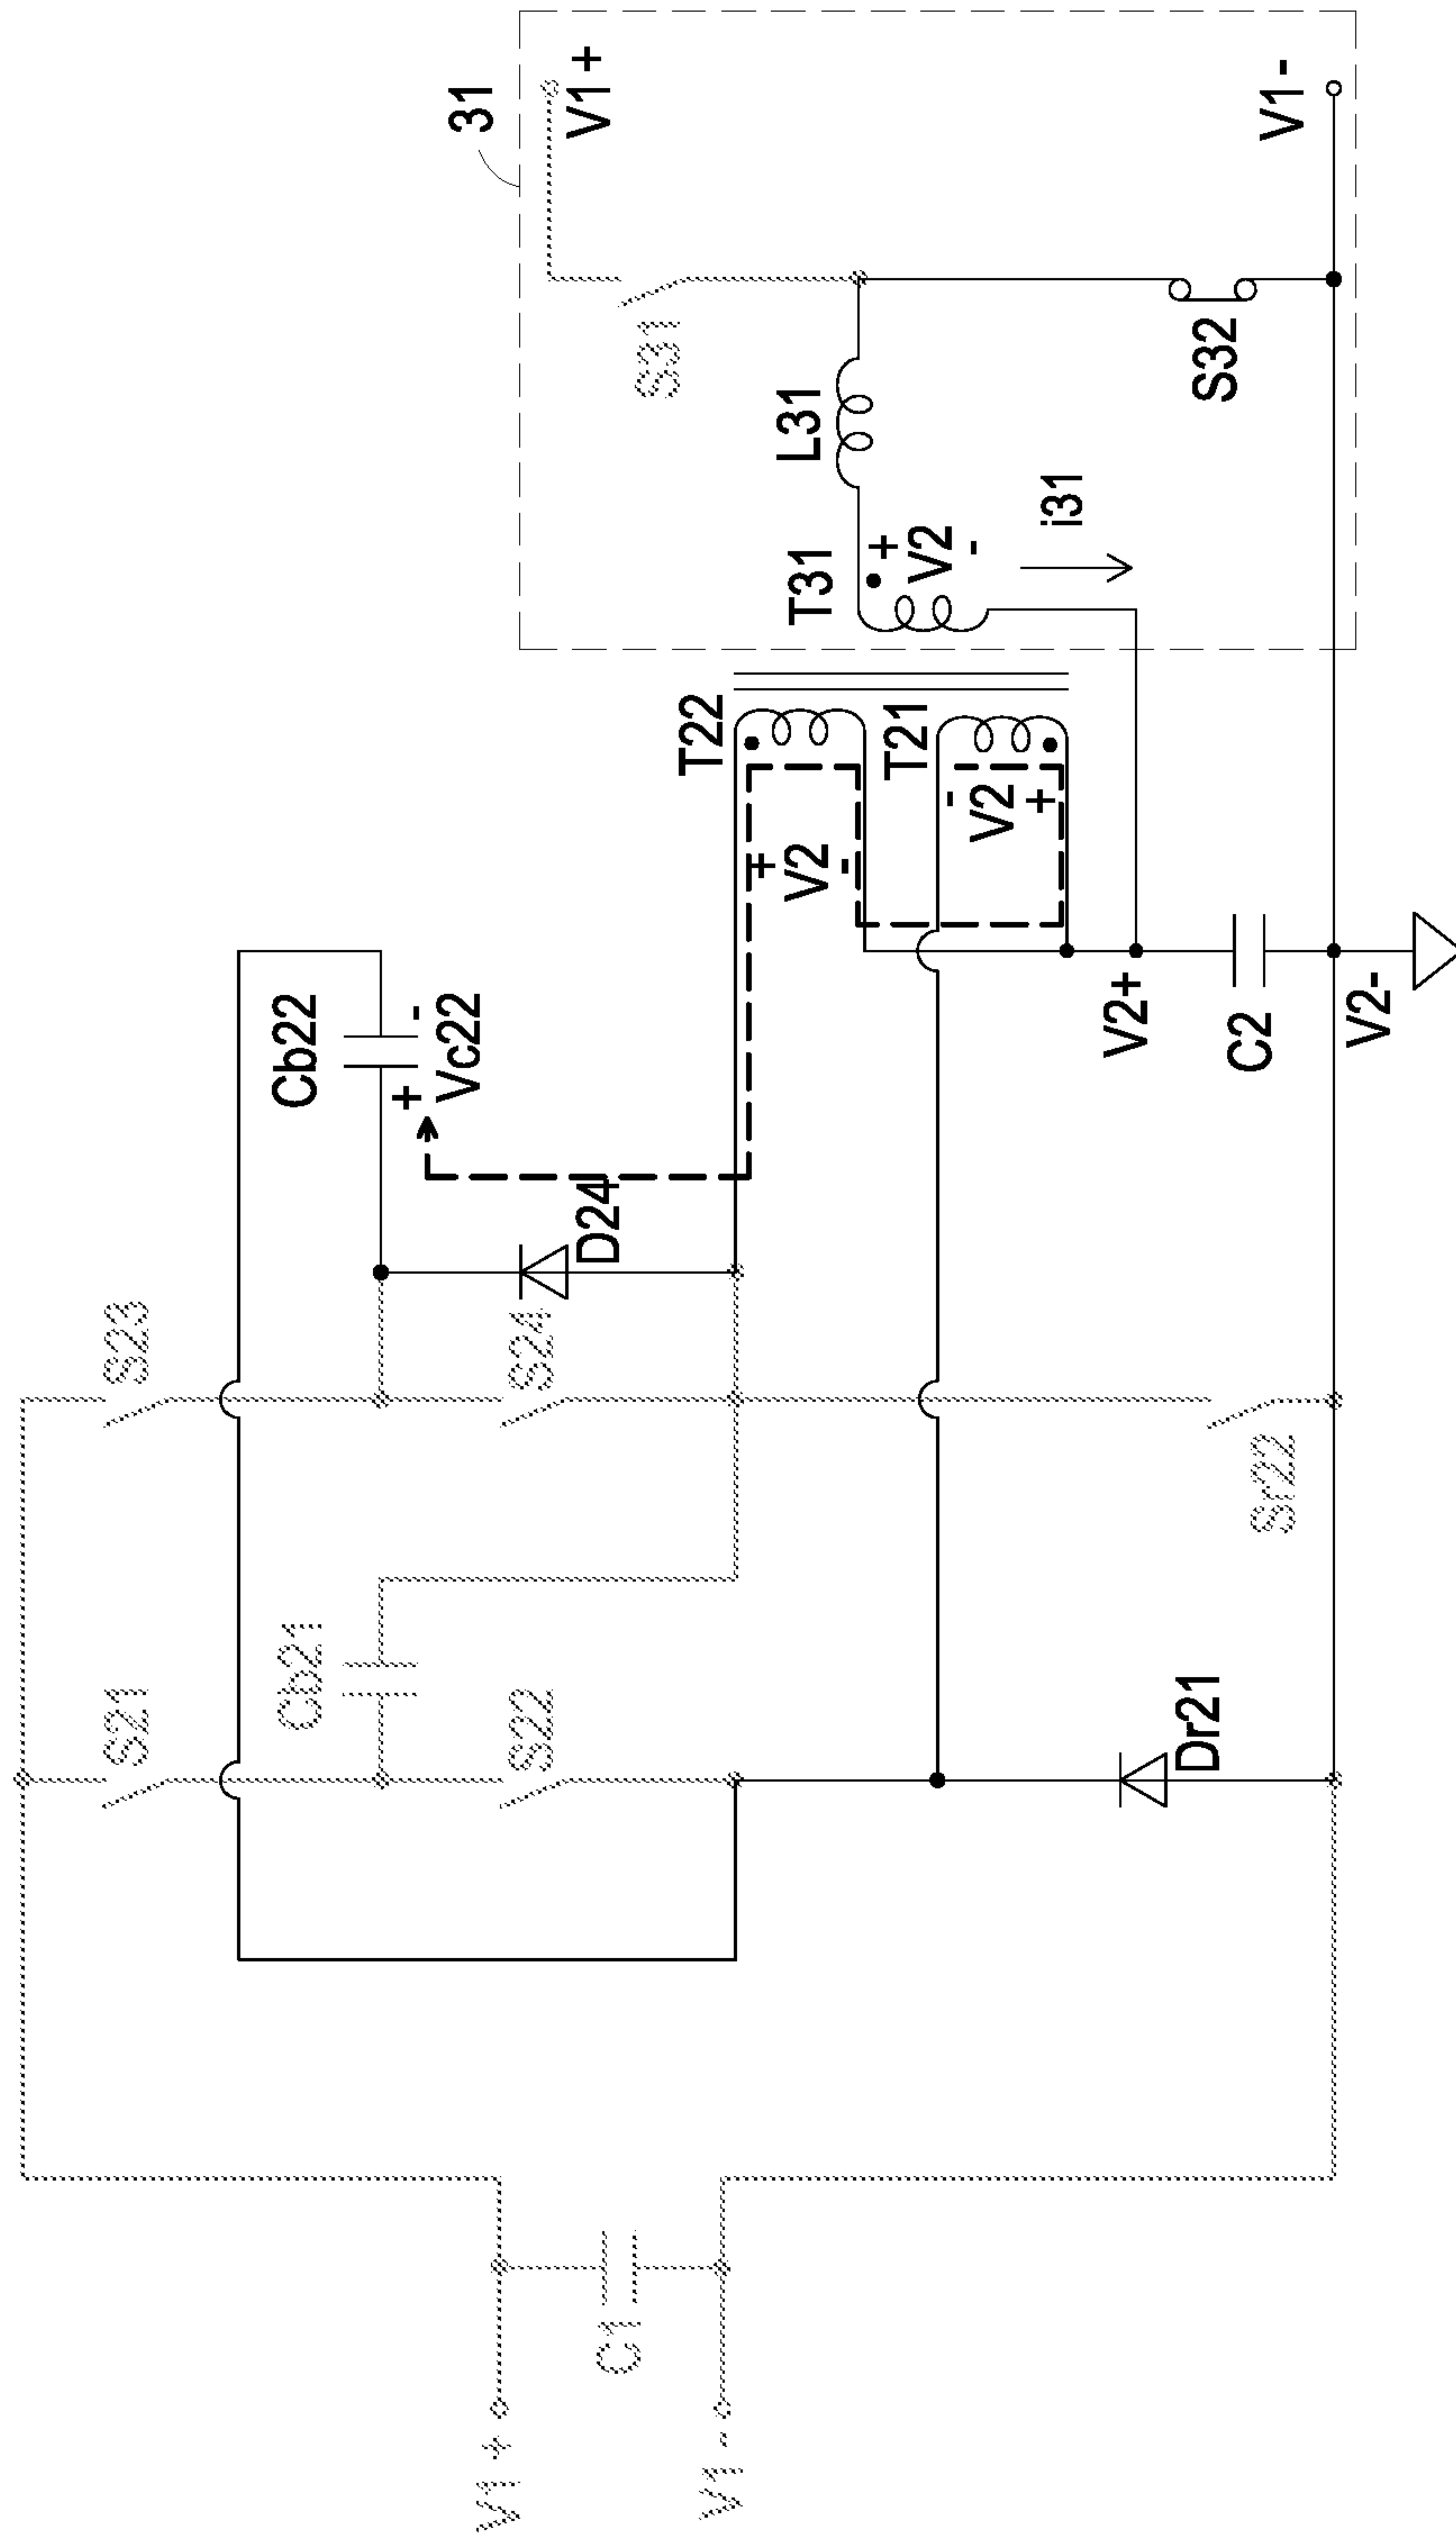 31
V1+
V1-
S31
S32
L31
i31
T31
+
V2
-
T22
T21
+
V2
-
-
V2
+
Cb22
+
Vc22
-
D24
V2+
C2
V2-
S23
S24
Sr22
Cb21
S21
S22
Dr21
C1
V1+
V1-